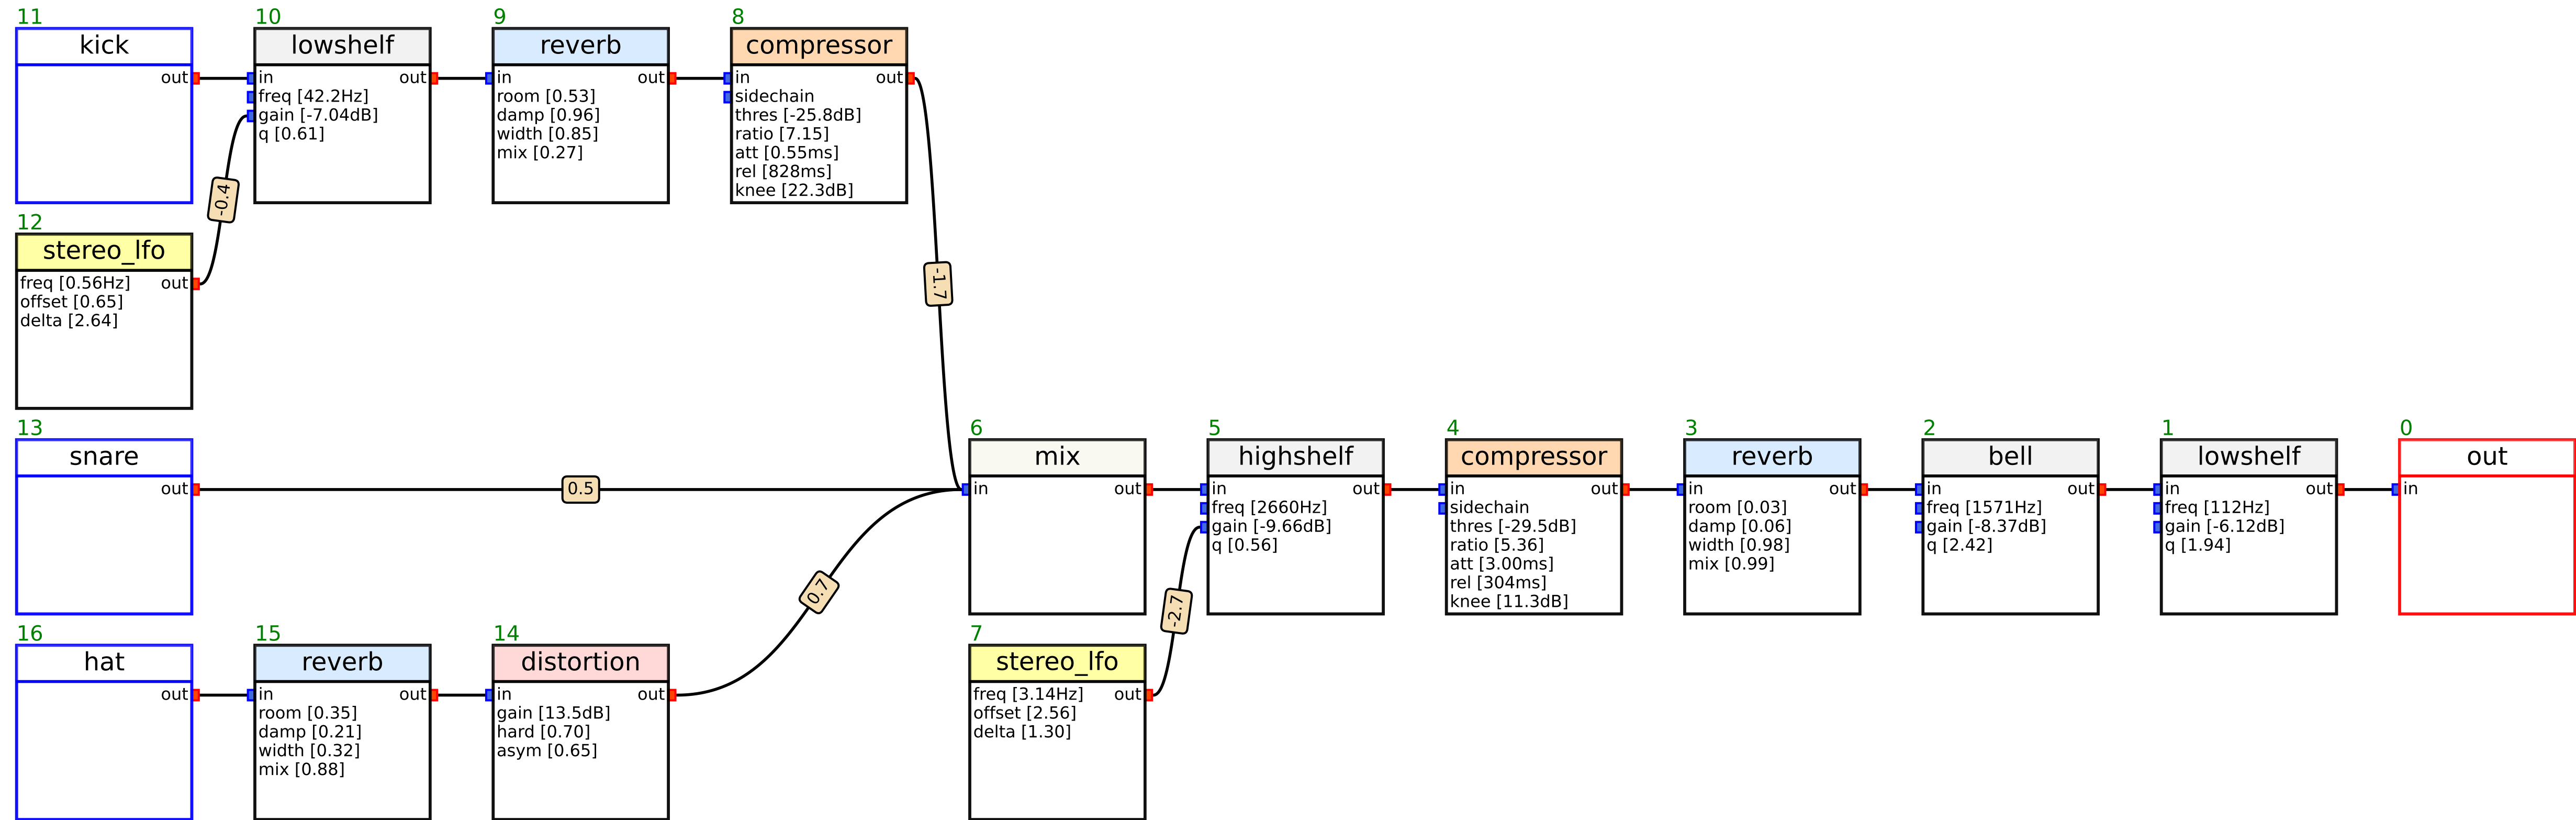 11
kick
out
10
lowshelf
in out
freq [42.2Hz]
gain [-7.04dB]
q [0.61]
9
reverb
in out
room [0.53]
damp [0.96]
width [0.85]
mix [0.27]
8
compressor
in out
sidechain
thres [-25.8dB]
ratio [7.15]
att [0.55ms]
rel [828ms]
knee [22.3dB]
-0.4
-1.7
12
stereo_lfo
freq [0.56Hz] out
offset [0.65]
delta [2.64]
13
snare
out
0.5
6
mix
in out
5
highshelf
in out
freq [2660Hz]
gain [-9.66dB]
q [0.56]
4
compressor
in out
sidechain
thres [-29.5dB]
ratio [5.36]
att [3.00ms]
rel [304ms]
knee [11.3dB]
3
reverb
in out
room [0.03]
damp [0.06]
width [0.98]
mix [0.99]
2
bell
in out
freq [1571Hz]
gain [-8.37dB]
q [2.42]
1
lowshelf
in out
freq [112Hz]
gain [-6.12dB]
q [1.94]
0
out
in
0.7
-2.7
16
hat
out
15
reverb
in out
room [0.35]
damp [0.21]
width [0.32]
mix [0.88]
14
distortion
in out
gain [13.5dB]
hard [0.70]
asym [0.65]
7
stereo_lfo
freq [3.14Hz] out
offset [2.56]
delta [1.30]